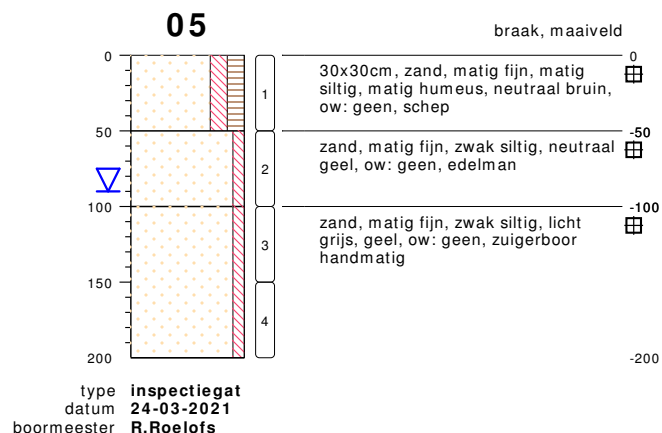 05
braak, maaiveld
0
0
1
30x30cm, zand, matig fijn, matig
siltig, matig humeus, neutraal bruin,
ow: geen, schep
50
-50
2
zand, matig fijn, zwak siltig, neutraal
geel, ow: geen, edelman
100
-100
3
zand, matig fijn, zwak siltig, licht
grijs, geel, ow: geen, zuigerboor
handmatig
150
4
200
-200
type inspectiegat
datum 24-03-2021
boormeester R.Roelofs